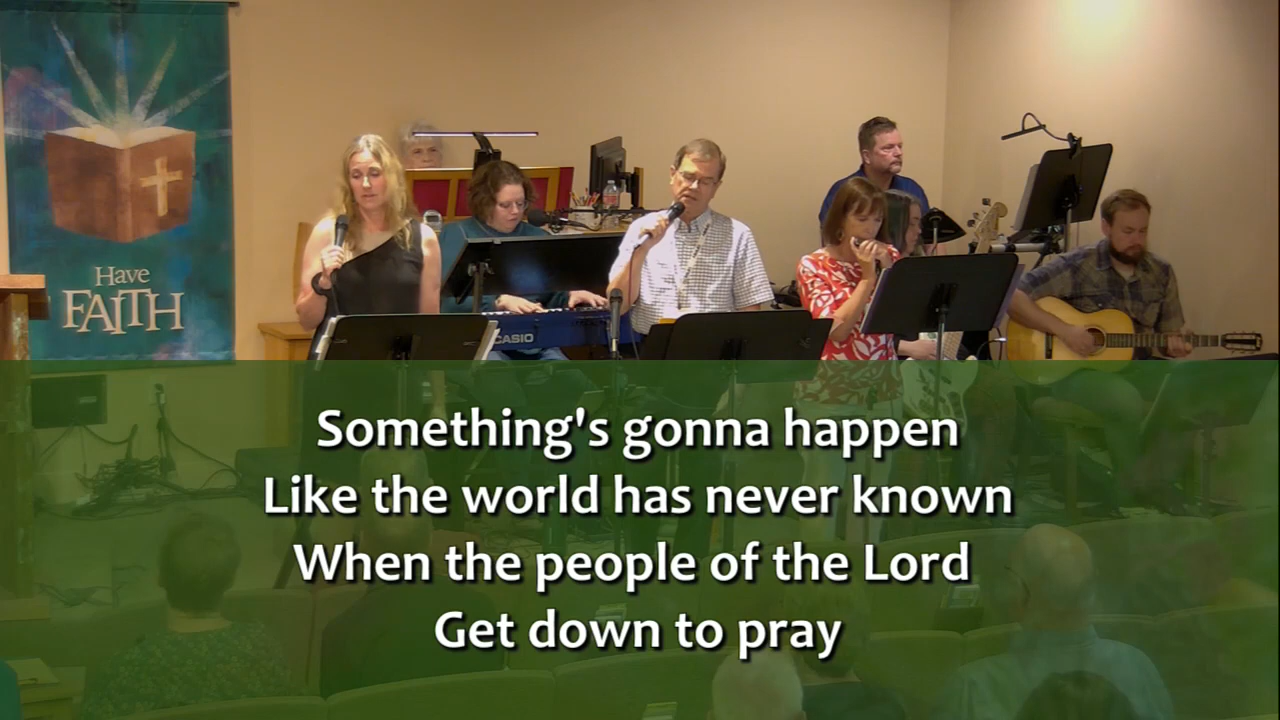 Have
FAITH
CASIO
Something's gonna happen
Like the world has never known
When the people of the Lord
Get down to pray